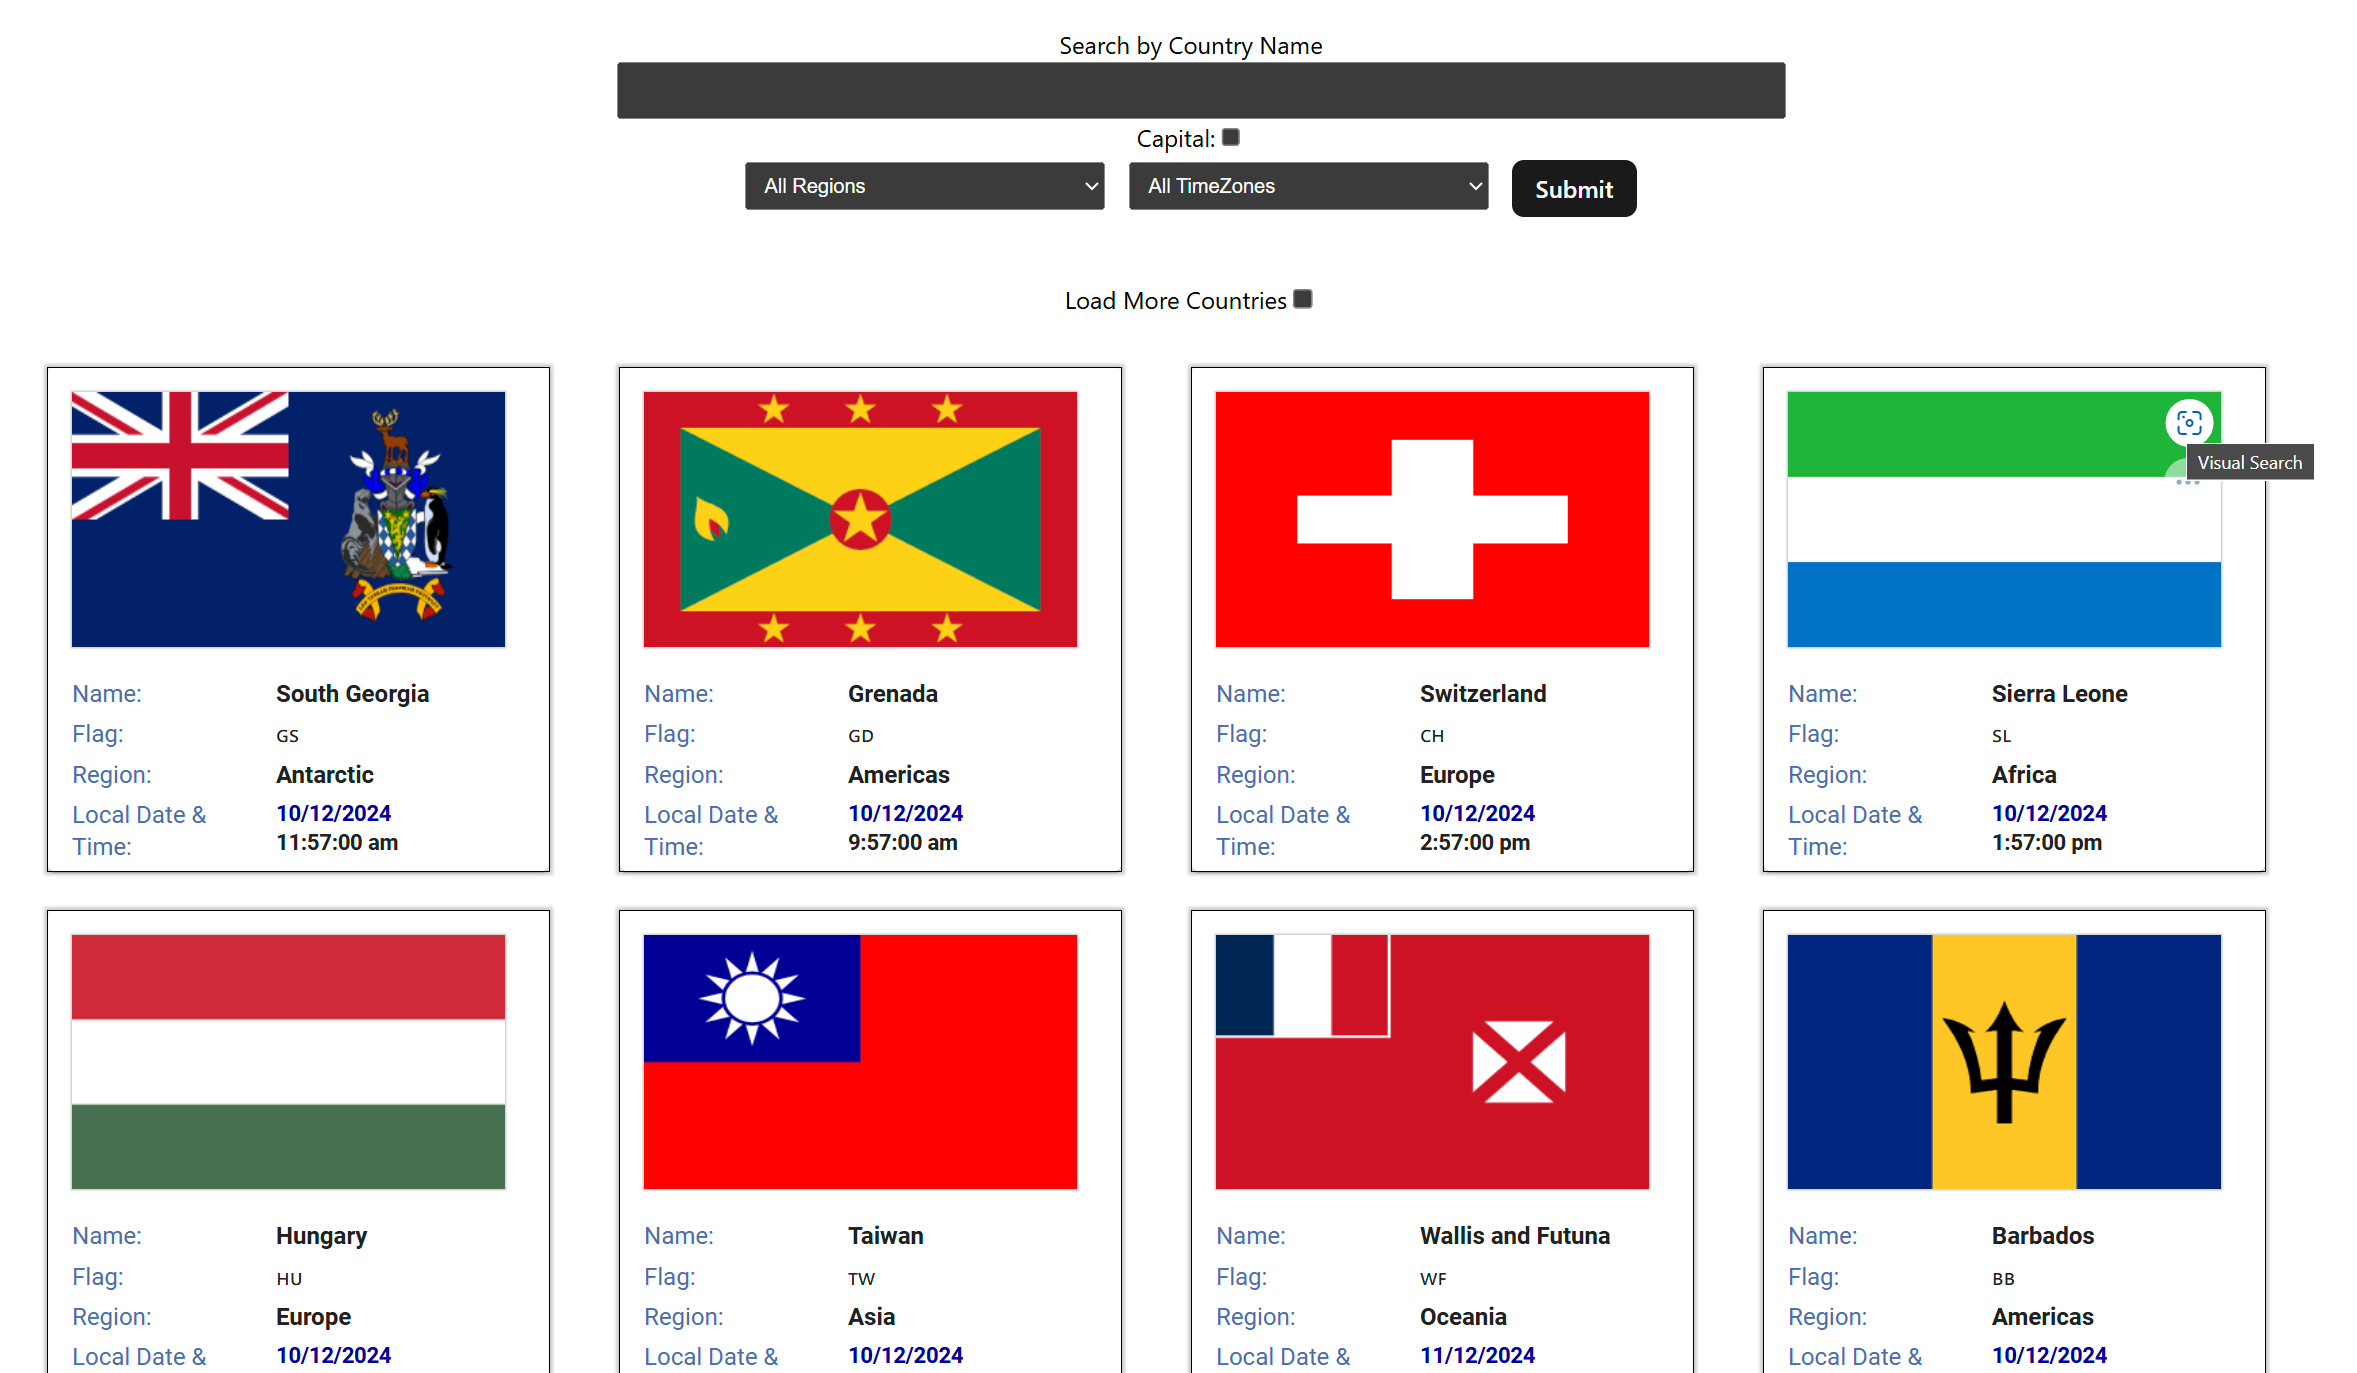 Search by Country Name
Capital:
All Regions
All TimeZones
Submit
Load More Countries
Visual Search
Name: South Georgia
Flag: GS
Region: Antarctic
Local Date & Time: 10/12/2024 11:57:00 am
Name: Grenada
Flag: GD
Region: Americas
Local Date & Time: 10/12/2024 9:57:00 am
Name: Switzerland
Flag: CH
Region: Europe
Local Date & Time: 10/12/2024 2:57:00 pm
Name: Sierra Leone
Flag: SL
Region: Africa
Local Date & Time: 10/12/2024 1:57:00 pm
Name: Hungary
Flag: HU
Region: Europe
Local Date & 10/12/2024
Name: Taiwan
Flag: TW
Region: Asia
Local Date & 10/12/2024
Name: Wallis and Futuna
Flag: WF
Region: Oceania
Local Date & 11/12/2024
Name: Barbados
Flag: BB
Region: Americas
Local Date & 10/12/2024